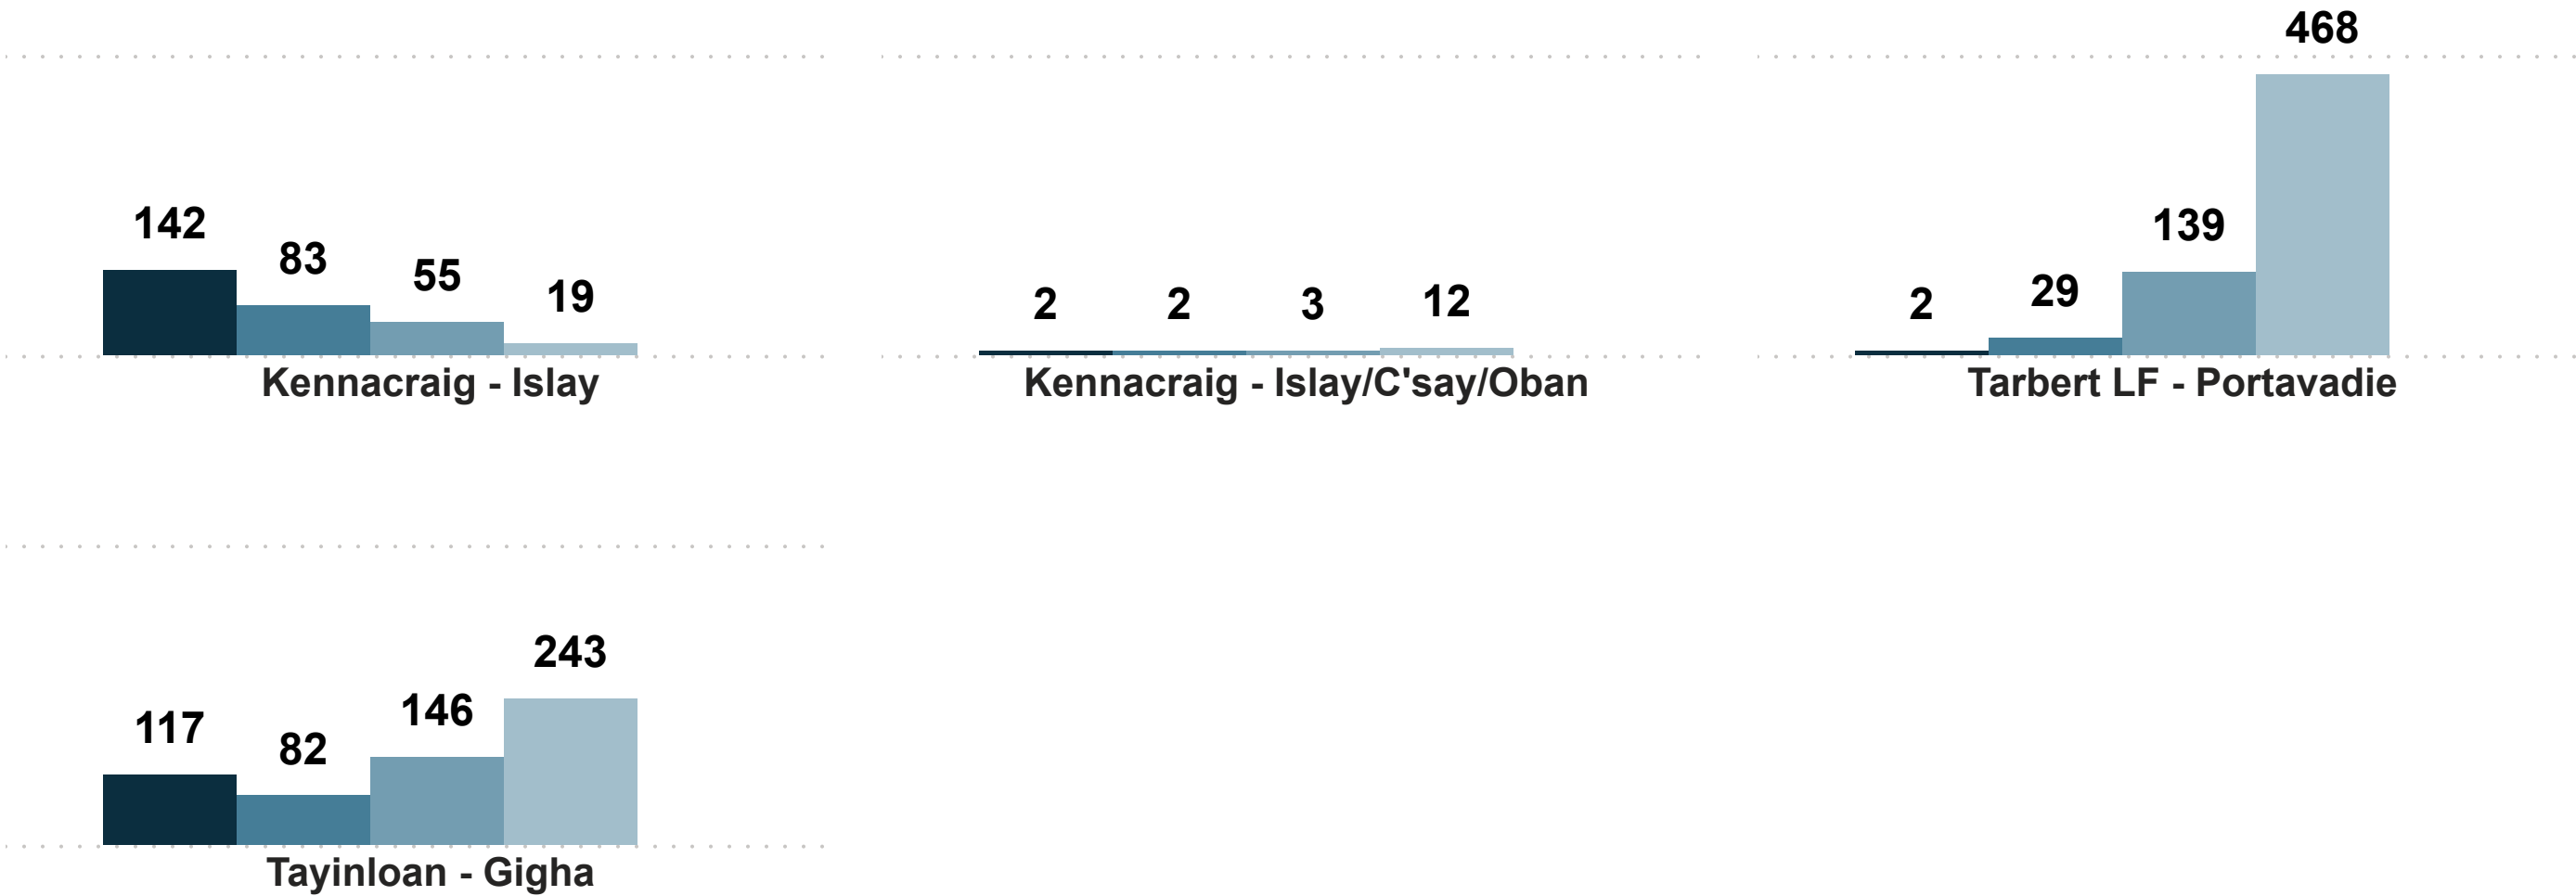 142 83 55 19
Kennacraig - Islay
2 2 3 12
Kennacraig - Islay/C'say/Oban
2 29 139 468
Tarbert LF - Portavadie
117 82 146 243
Tayinloan - Gigha